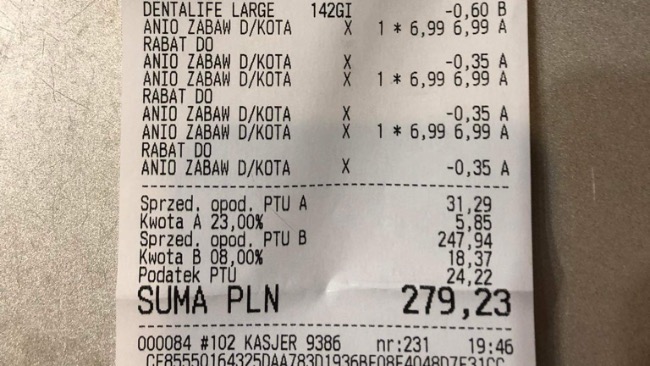 DENTALIFE LARGE 142GI -0,60 B
ANIO ZABAW D/KOTA X 1 * 6,99 6,99 A
RABAT DO
ANIO ZABAW D/KOTA X -0,35 A
ANIO ZABAW D/KOTA X 1 * 6,99 6,99 A
RABAT DO
ANIO ZABAW D/KOTA X -0,35 A
ANIO ZABAW D/KOTA X 1 * 6,99 6,99 A
RABAT DO
ANIO ZABAW D/KOTA X -0,35 A
Sprzed. opod. PTU A 31,29
Kwota A 23,00% 5,85
Sprzed. opod. PTU B 247,94
Kwota B 08,00% 18,37
Podatek PTU 24,22
SUMA PLN 279,23
000084 #102 KASJER 9386 nr:231 19:46